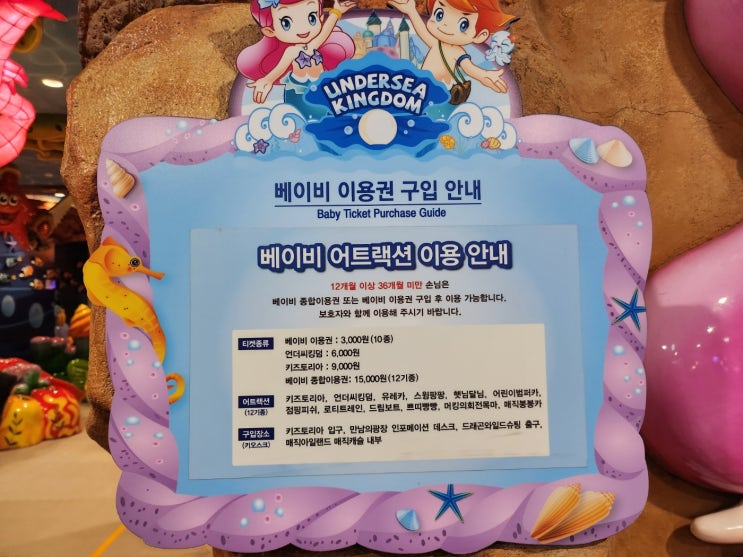 UNDERSEA
KINGDOM
베이비 이용권 구입 안내
Baby Ticket Purchase Guide
베이비 어트랙션 이용 안내
12개월 이상 36개월 미만 손님은
베이비 종합이용권 또는 베이비 이용권 구입 후 이용 가능합니다.
보호자와 함께 이용해 주시기 바랍니다.
티켓종류 베이비 이용권 : 3,000원(10종)
언더씨킹덤 : 6,000원
키즈토리아 : 9,000원
베이비 종합이용권: 15,000원(12기종)
어트랙션 키즈토리아, 언더씨킹덤, 유레카, 스윙팡팡, 햇님달님, 어린이범퍼카,
(12기종) 점핑피쉬, 로티트레인, 드림보트, 쁘띠빵빵, 머킹의회전목마, 매직붕붕카
구입장소 키즈토리아 입구, 만남의광장 인포메이션 데스크, 드래곤와일드슈팅 출구,
(키오스크) 매직아일랜드 매직캐슬 내부